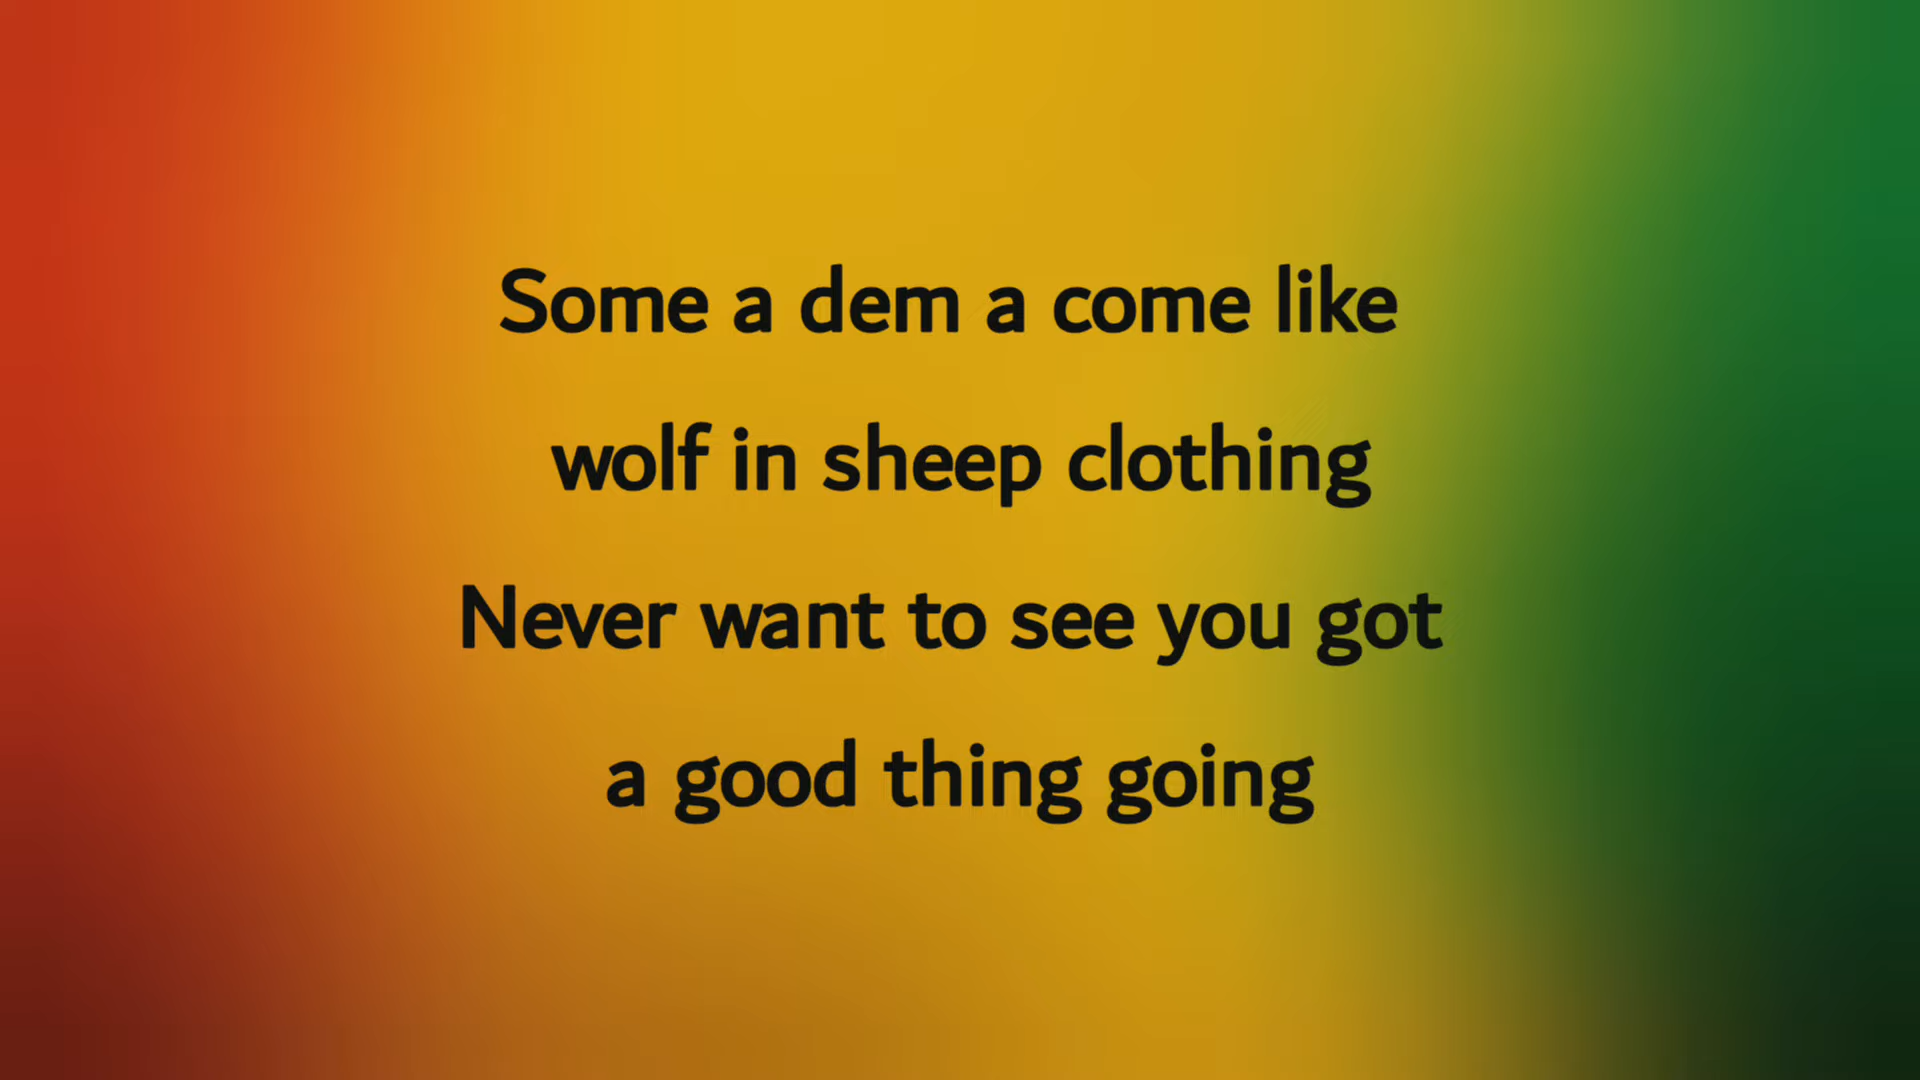 Some a dem a come like
wolf in sheep clothing
Never want to see you got
a good thing going